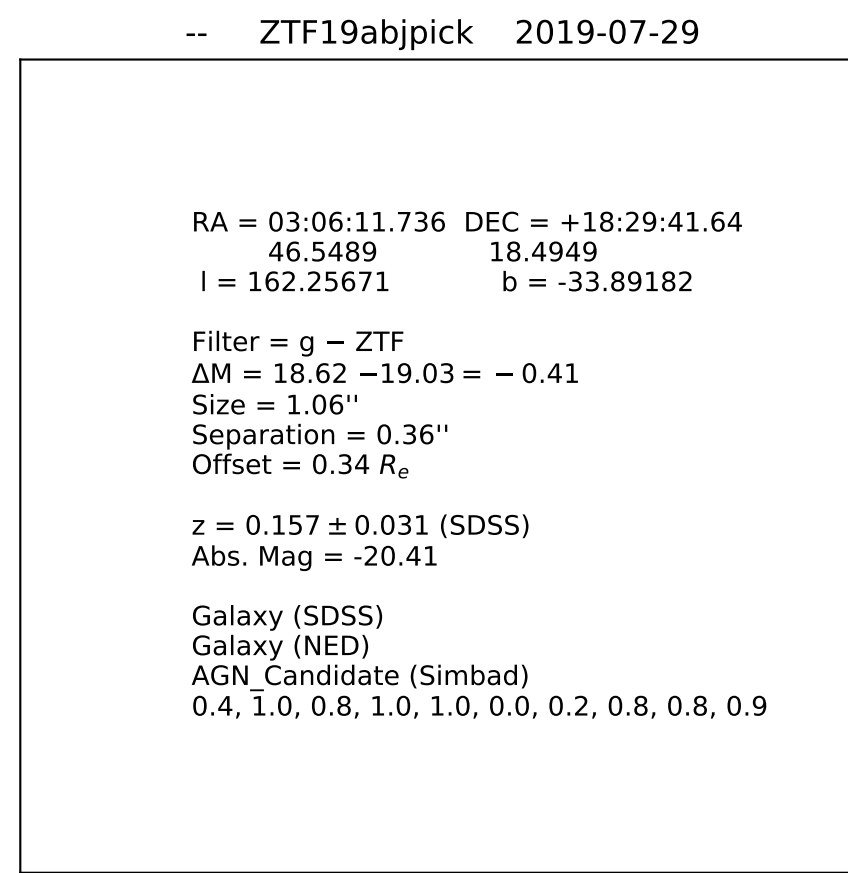 -- ZTF19abjpick 2019-07-29
RA = 03:06:11.736 DEC = +18:29:41.64
46.5489 18.4949
l = 162.25671 b = -33.89182
Filter = g − ZTF
ΔM = 18.62 −19.03 = − 0.41
Size = 1.06''
Separation = 0.36''
Offset = 0.34 Rₑ
z = 0.157 ± 0.031 (SDSS)
Abs. Mag = -20.41
Galaxy (SDSS)
Galaxy (NED)
AGN_Candidate (Simbad)
0.4, 1.0, 0.8, 1.0, 1.0, 0.0, 0.2, 0.8, 0.8, 0.9